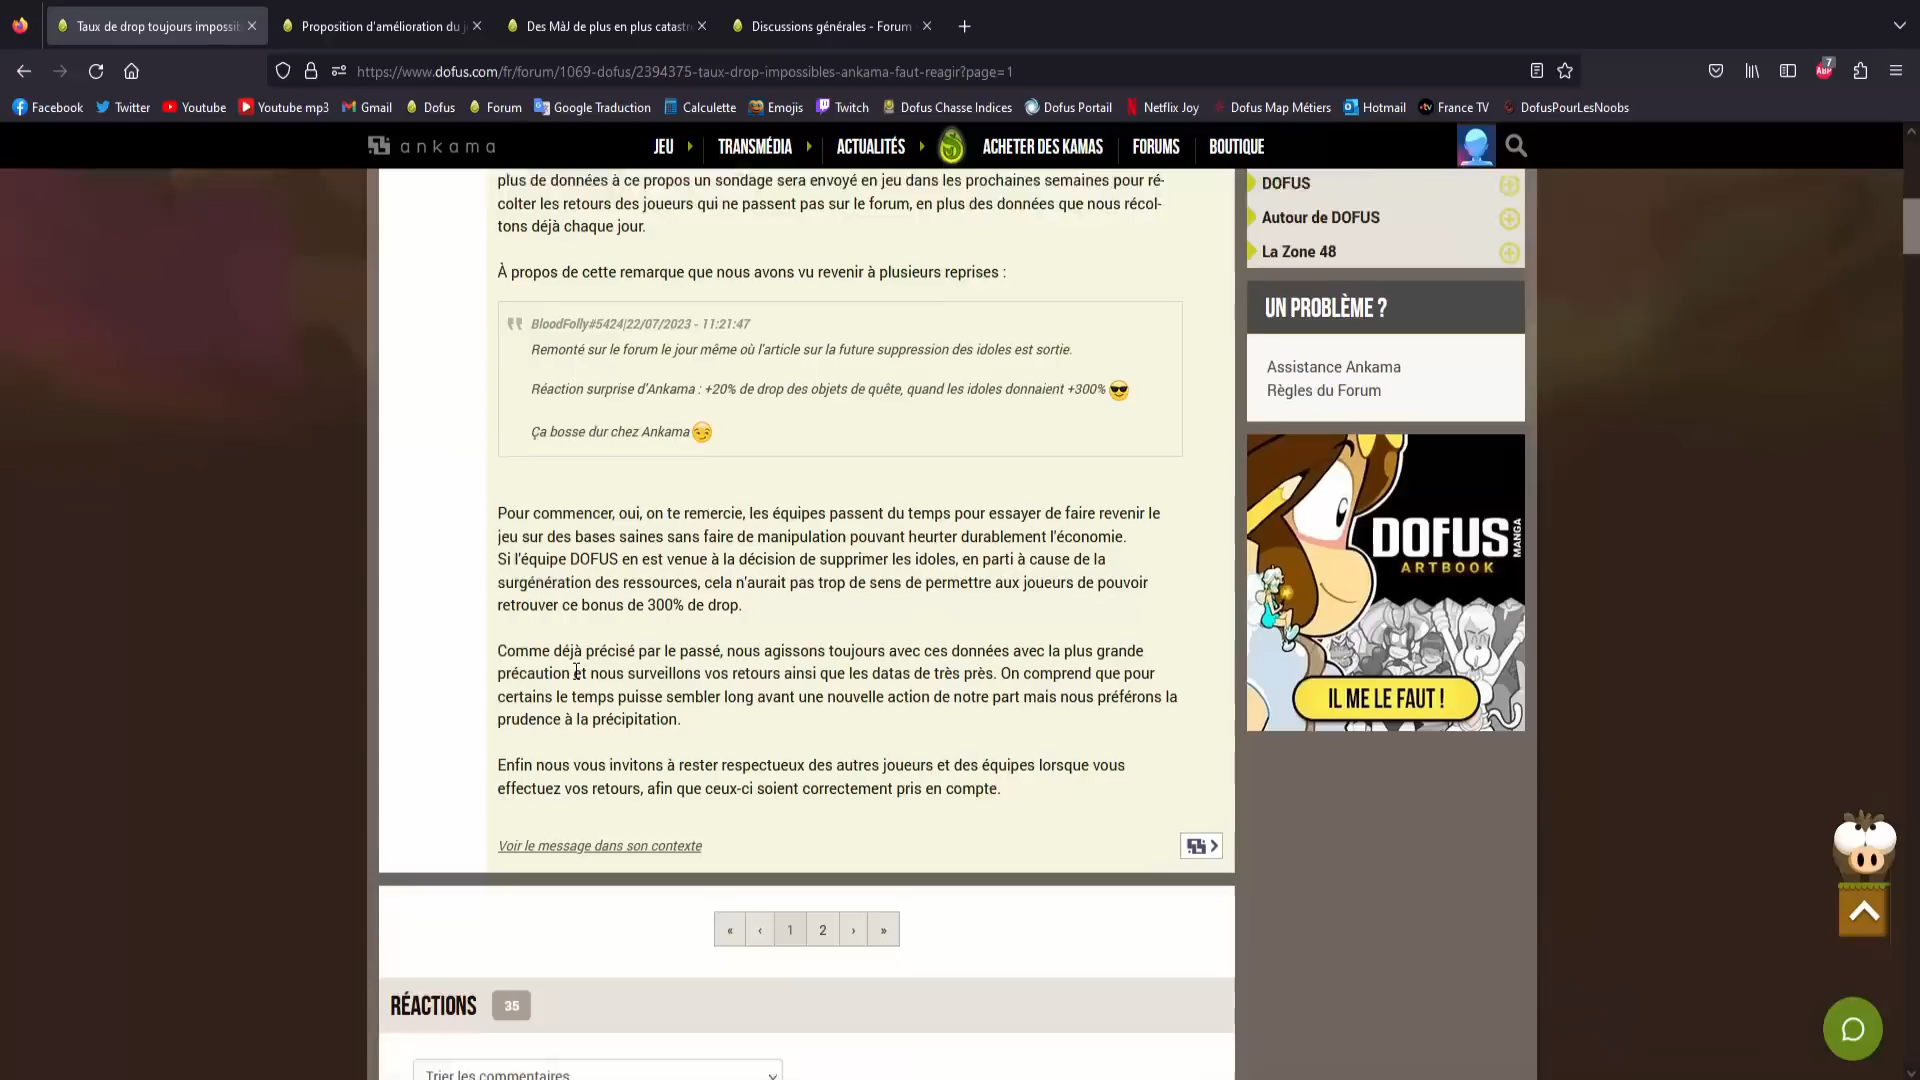 Taux de drop toujours impossib
Proposition d'amélioration du j
Des MàJ de plus en plus catastr
Discussions générales - Forum
https://www.dofus.com/fr/forum/1069-dofus/2394375-taux-drop-impossibles-ankama-faut-reagir?page=1
7
ABP
Facebook
Twitter
Youtube
Youtube mp3
Gmail
Dofus
Forum
Google Traduction
Calculette
Emojis
Twitch
Dofus Chasse Indices
Dofus Portail
Netflix Joy
Dofus Map Métiers
Hotmail
France TV
DofusPourLesNoobs
ankama
JEU
TRANSMÉDIA
ACTUALITÉS
ACHETER DES KAMAS
FORUMS
BOUTIQUE
plus de données à ce propos un sondage sera envoyé en jeu dans les prochaines semaines pour ré-
colter les retours des joueurs qui ne passent pas sur le forum, en plus des données que nous récol-
tons déjà chaque jour.
À propos de cette remarque que nous avons vu revenir à plusieurs reprises :
BloodFolly#5424|22/07/2023 - 11:21:47
Remonté sur le forum le jour même où l'article sur la future suppression des idoles est sortie.
Réaction surprise d'Ankama : +20% de drop des objets de quête, quand les idoles donnaient +300% 😎
Ça bosse dur chez Ankama 😏
Pour commencer, oui, on te remercie, les équipes passent du temps pour essayer de faire revenir le
jeu sur des bases saines sans faire de manipulation pouvant heurter durablement l'économie.
Si l'équipe DOFUS en est venue à la décision de supprimer les idoles, en parti à cause de la
surgénération des ressources, cela n'aurait pas trop de sens de permettre aux joueurs de pouvoir
retrouver ce bonus de 300% de drop.
Comme déjà précisé par le passé, nous agissons toujours avec ces données avec la plus grande
précaution et nous surveillons vos retours ainsi que les datas de très près. On comprend que pour
certains le temps puisse sembler long avant une nouvelle action de notre part mais nous préférons la
prudence à la précipitation.
Enfin nous vous invitons à rester respectueux des autres joueurs et des équipes lorsque vous
effectuez vos retours, afin que ceux-ci soient correctement pris en compte.
Voir le message dans son contexte
« ‹ 1 2 › »
RÉACTIONS 35
Trier les commentaires
DOFUS
Autour de DOFUS
La Zone 48
UN PROBLÈME ?
Assistance Ankama
Règles du Forum
DOFUS
MANGA
ARTBOOK
IL ME LE FAUT !